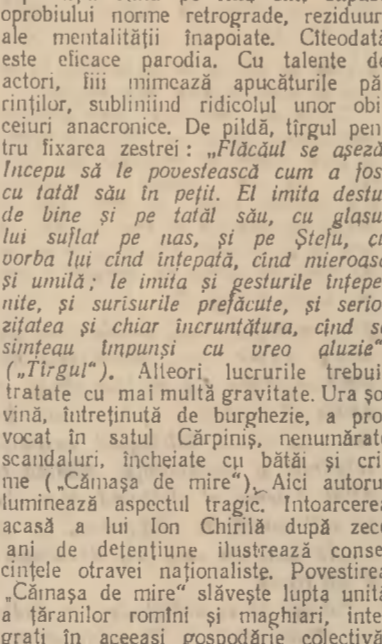 oprobiului norme retrograde, reziduur
ale mentalității înapoiate. Cîteodată
este eficace parodia. Cu talente de
actori, fiii mimează apucăturile pă
rinților, subliniind ridicolul unor obi
ceiuri anacronice. De pildă, tîrgul pen
tru fixarea zestrei : „Flăcăul se așeză
Începu să le povestească cum a fos
cu tatăl său în pețit. El imita destu
de bine și pe tatăl său, cu glasu
lui suflat pe nas, și pe Ștefu, c
vorba lui cînd înțepată, cînd mieroas
și umilă ; le imita și gesturile înțepe
nite, și surisurile prefăcute, și serio
zitatea și chiar încruntătura, cînd s
simțeau împunși cu vreo aluzie“
(„Tîrgul“). Alteori, lucrurile trebui
tratate cu mai multă gravitate. Ura șo
vină, întreținută de burghezie, a pro
vocat în satul Cărpiniș, nenumărat
scandaluri, încheiate cu bătăi și cri
me („Cămașa de mire“). Aici autoru
luminează aspectul tragic. Intoarcerea
acasă a lui Ion Chirilă după zece
ani de detențiune ilustrează conse
cințele otravei naționaliste. Povestirea
„Cămașa de mire“ slăvește lupta unită
a țăranilor romîni și maghiari, inte
grați în aceeași gospodărie colectivă